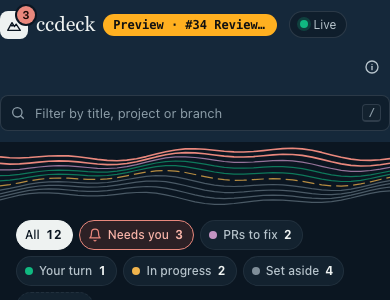 3
ccdeck Preview · #34 Review… Live
Filter by title, project or branch /
All 12 Needs you 3 PRs to fix 2
Your turn 1 In progress 2 Set aside 4